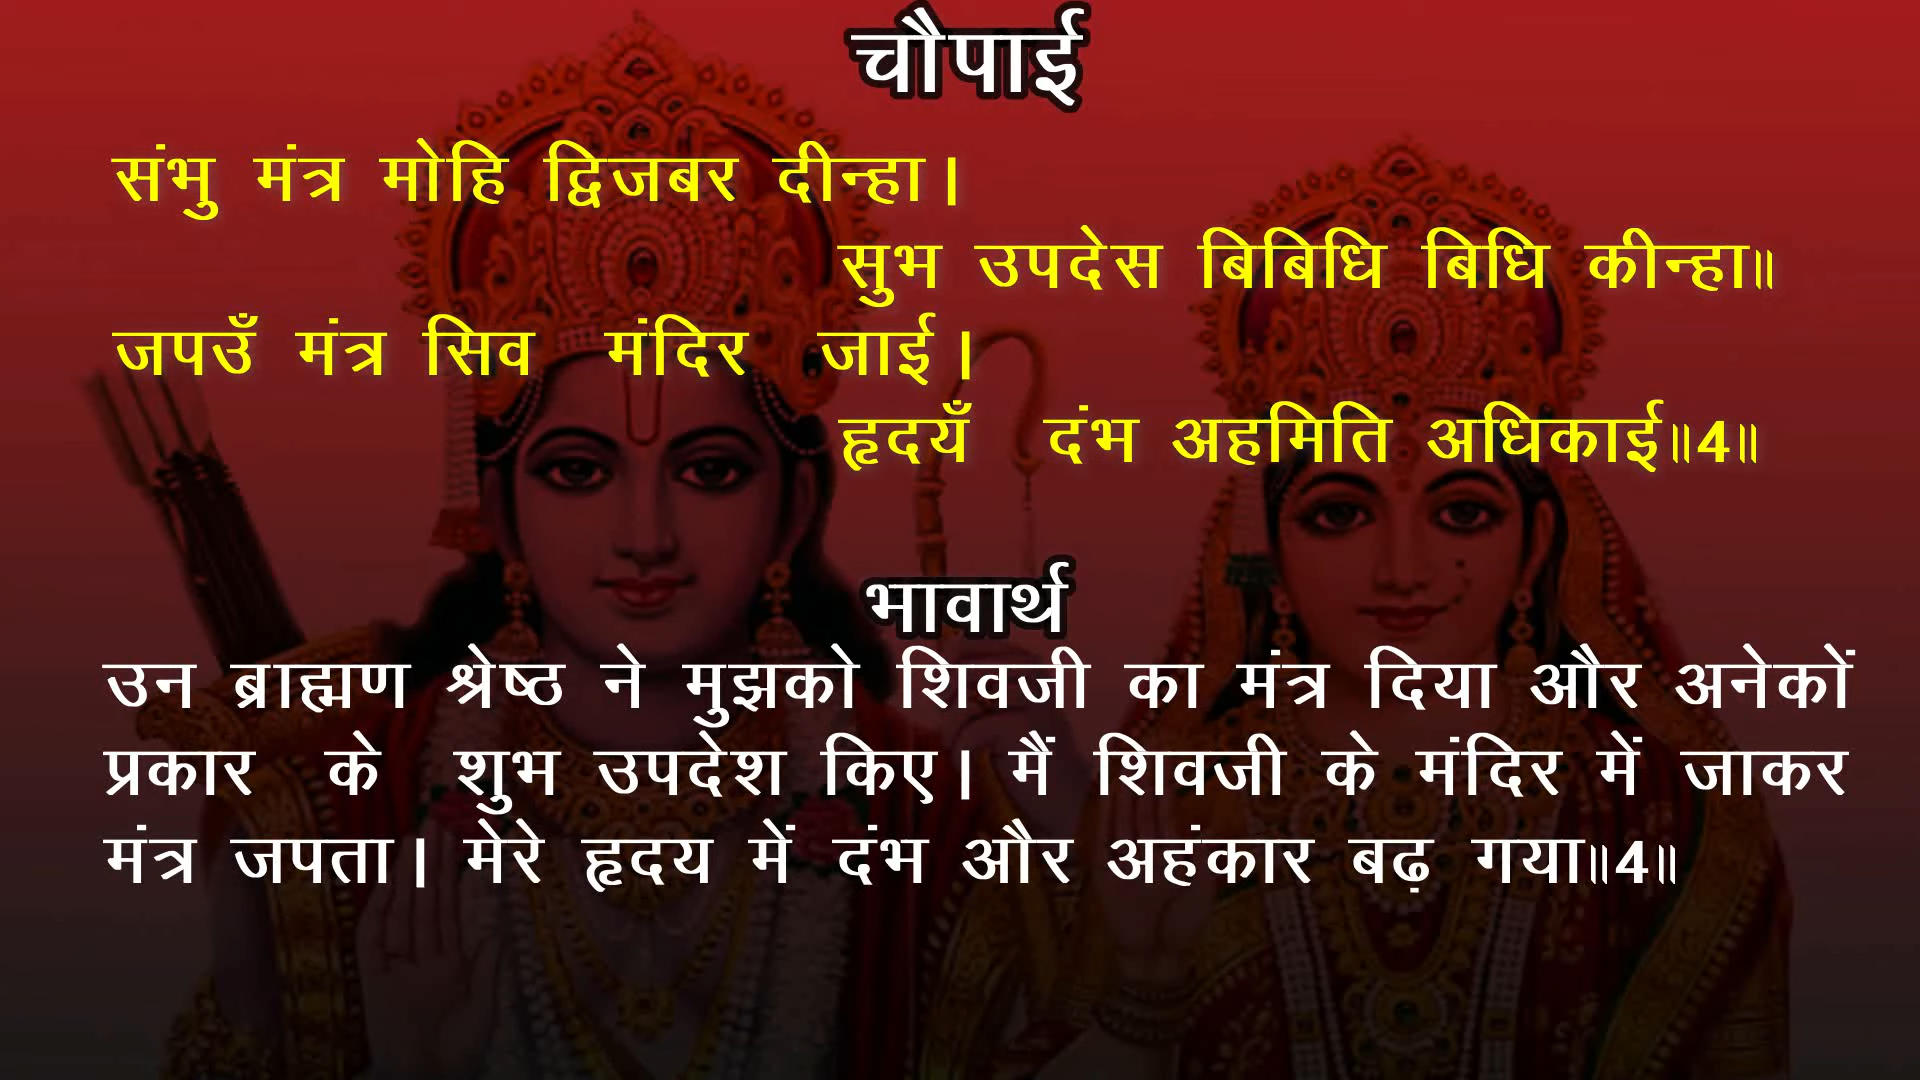 चौपाई
संभु मंत्र मोहि द्विजबर दीन्हा।
सुभ उपदेस बिबिधि बिधि कीन्हा॥
जपउँ मंत्र सिव मंदिर जाई।
हृदयँ दंभ अहमिति अधिकाई॥4॥
भावार्थ
उन ब्राह्मण श्रेष्ठ ने मुझको शिवजी का मंत्र दिया और अनेकों
प्रकार के शुभ उपदेश किए। मैं शिवजी के मंदिर में जाकर
मंत्र जपता। मेरे हृदय में दंभ और अहंकार बढ़ गया॥4॥